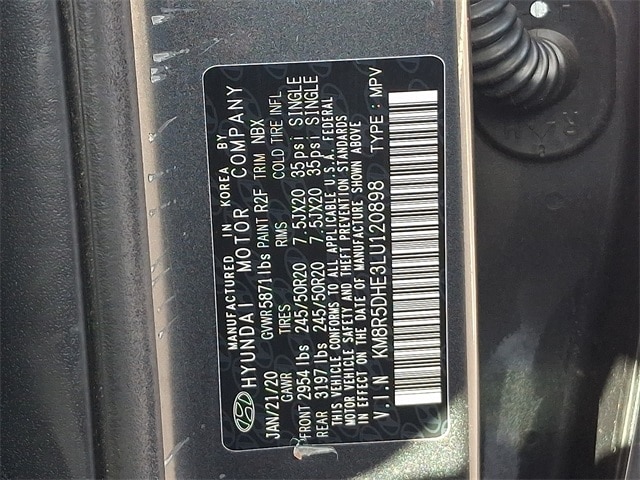 MANUFACTURED IN KOREA BY
HYUNDAI MOTOR COMPANY
JAN/21/20 GVWR 5871 lbs PAINT R2F TRIM NBX
GAWR TIRES RIMS COLD TIRE INFL.
FRONT 2954 lbs 245/50R20 7.5JX20 35psi SINGLE
REAR 3197 lbs 245/50R20 7.5JX20 35psi SINGLE
THIS VEHICLE CONFORMS TO ALL APPLICABLE U.S.A. FEDERAL
MOTOR VEHICLE SAFETY AND THEFT PREVENTION STANDARDS
IN EFFECT ON THE DATE OF MANUFACTURE SHOWN ABOVE
V.I.N KM8R5DHE3LU120898 TYPE : MPV